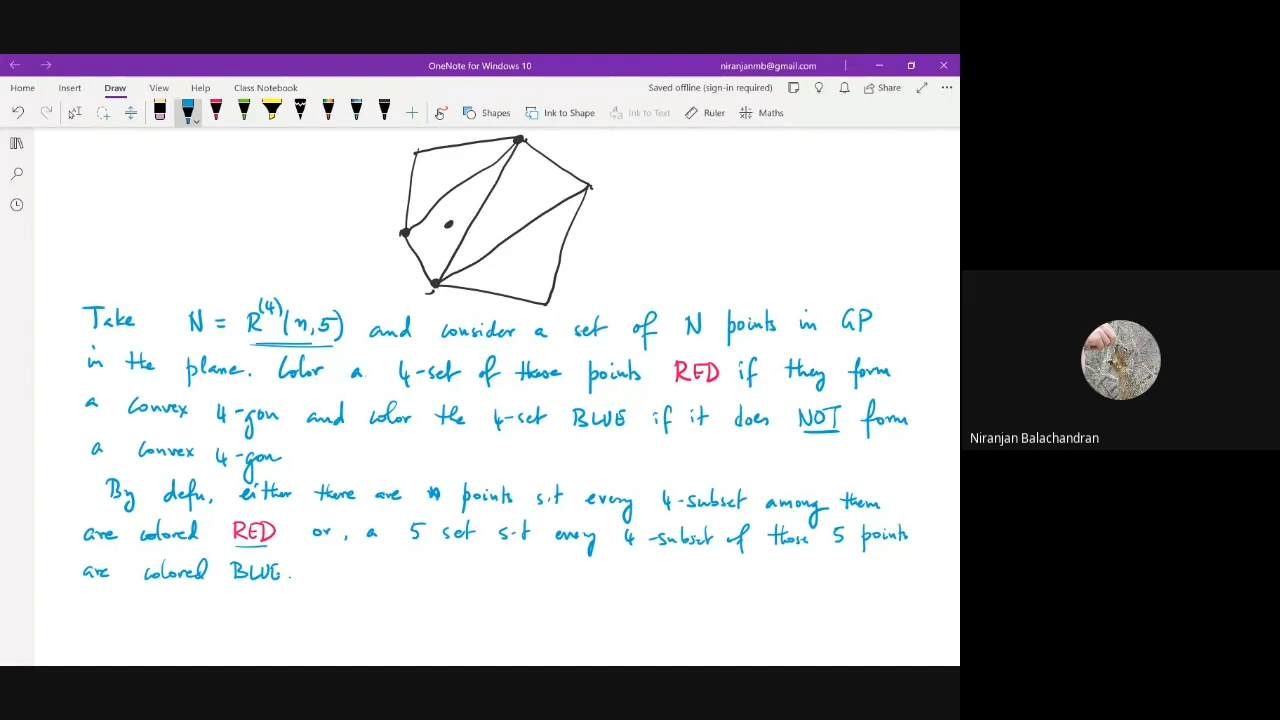 OneNote for Windows 10
niranjanmb@gmail.com
Home Insert Draw View Help Class Notebook
Saved offline (sign-in required)
Share
Shapes Ink to Shape Ink to Text Ruler Maths
Take N = R^(4)(n,5) and consider a set of N points in GP
in the plane. Color a 4-set of these points RED if they form
a convex 4-gon and color the 4-set BLUE if it does NOT form
a convex 4-gon
By defn, either there are n points s.t every 4-subset among them
are colored RED or, a 5 set s.t every 4-subset of those 5 points
are colored BLUE.
Niranjan Balachandran